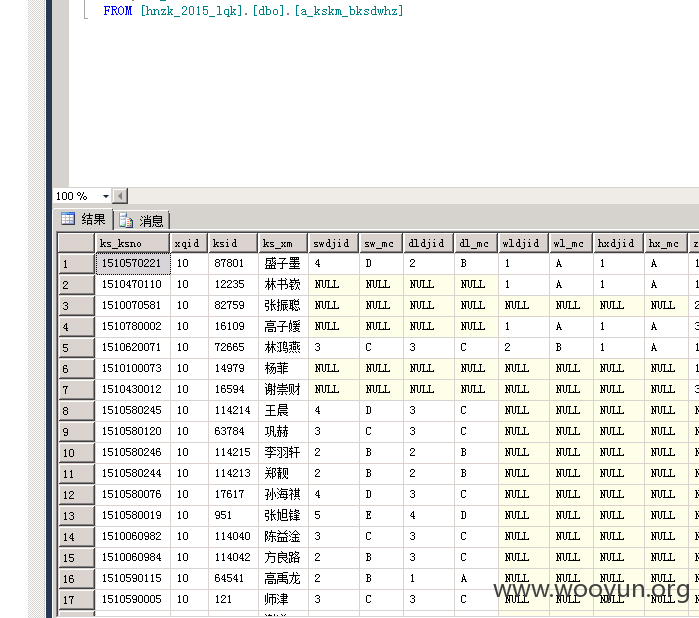 FROM [hnzk_2015_lqk].[dbo].[a_kskm_bksdwhz]
100 %
结果 消息
ks_ksno xqid ksid ks_xm swdjid sw_mc dldjid dl_mc wldjid wl_mc hxdjid hx_mc z
1 1510570221 10 87801 盛子墨 4 D 2 B 1 A 1 A 1
2 1510470110 10 12235 林书嵚 NULL NULL NULL NULL 1 A 1 A 1
3 1510070581 10 82759 张振聪 NULL NULL NULL NULL NULL NULL NULL NULL 2
4 1510780002 10 16109 高子媛 NULL NULL NULL NULL 1 A 1 A 3
5 1510620071 10 72665 林鸿燕 3 C 3 C 2 B 1 A 1
6 1510100073 10 14979 杨菲 NULL NULL NULL NULL NULL NULL NULL NULL 1
7 1510430012 10 16594 谢崇财 NULL NULL NULL NULL NULL NULL NULL NULL 3
8 1510580245 10 114214 王晨 4 D 3 C NULL NULL NULL NULL
9 1510580120 10 63784 巩赫 3 C 3 C NULL NULL NULL NULL
10 1510580246 10 114215 李羽轩 2 B 2 B NULL NULL NULL NULL
11 1510580244 10 114213 郑靓 2 B 2 B NULL NULL NULL NULL
12 1510580076 10 17617 孙海祺 4 D 3 C NULL NULL NULL NULL
13 1510580019 10 951 张旭锋 5 E 4 D NULL NULL NULL NULL
14 1510060982 10 114040 陈益淦 3 C 3 C NULL NULL NULL NULL
15 1510060984 10 114042 方良路 2 B 3 C NULL NULL NULL NULL
16 1510590115 10 64541 高禹龙 2 B 1 A NULL NULL NULL NULL
17 1510590005 10 121 师津 3 C 3 C NULL NULL NULL NULL
www.wooyun.org